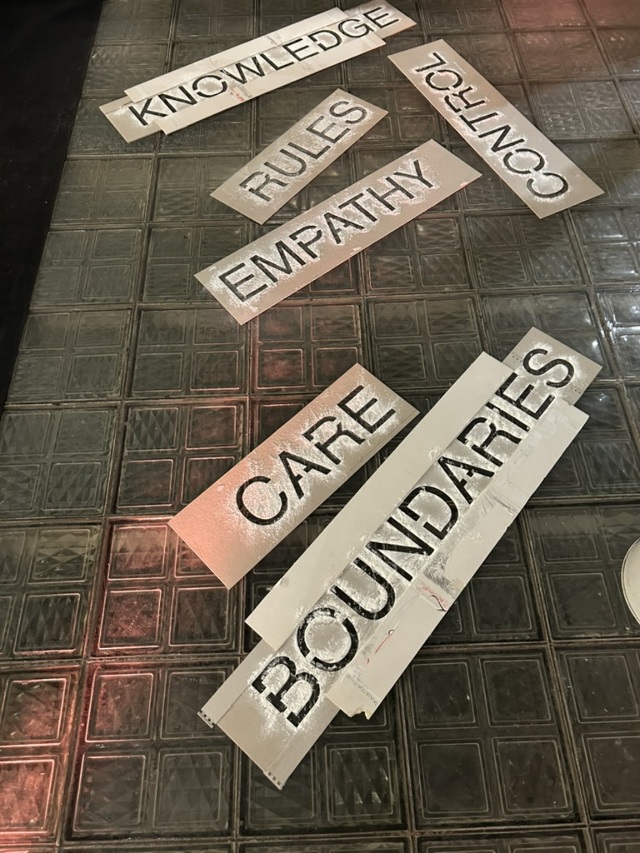 KNOWLEDGE
CONTROL
RULES
EMPATHY
CARE
BOUNDARIES